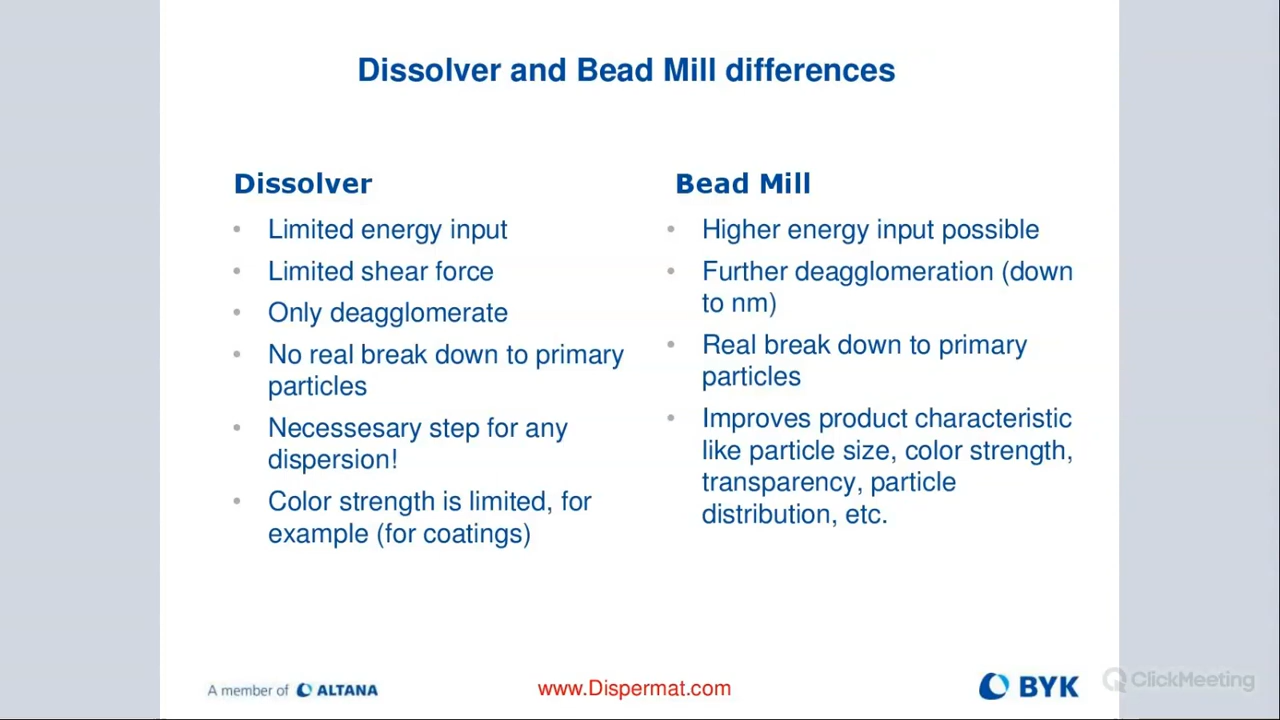 Dissolver and Bead Mill differences
Dissolver
• Limited energy input
• Limited shear force
• Only deagglomerate
• No real break down to primary
particles
• Necessesary step for any
dispersion!
• Color strength is limited, for
example (for coatings)
Bead Mill
• Higher energy input possible
• Further deagglomeration (down
to nm)
• Real break down to primary
particles
• Improves product characteristic
like particle size, color strength,
transparency, particle
distribution, etc.
A member of ALTANA
www.Dispermat.com
BYK
ClickMeeting